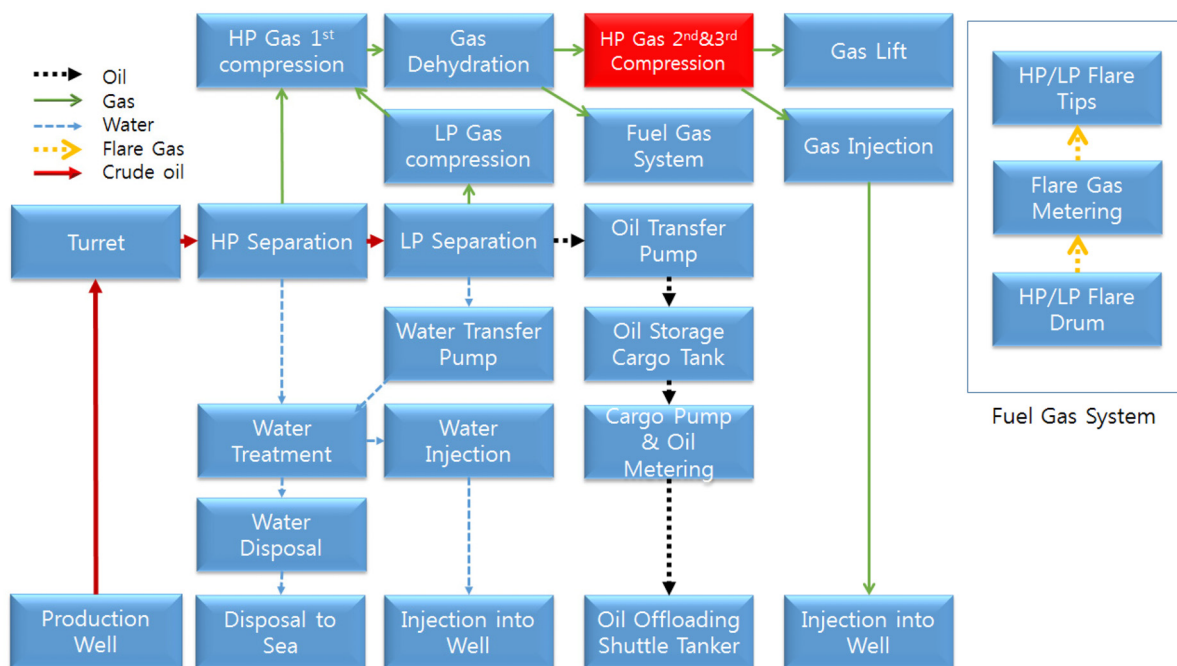 HP Gas 1st
compression
Gas
Dehydration
HP Gas 2nd&3rd
Compression
Gas Lift
Oil
Gas
Water
Flare Gas
Crude oil
LP Gas
compression
Fuel Gas
System
Gas Injection
HP/LP Flare
Tips
Flare Gas
Metering
HP/LP Flare
Drum
Fuel Gas System
Turret
HP Separation
LP Separation
Oil Transfer
Pump
Water Transfer
Pump
Oil Storage
Cargo Tank
Water
Treatment
Water
Injection
Cargo Pump
& Oil
Metering
Water
Disposal
Production
Well
Disposal to
Sea
Injection into
Well
Oil Offloading
Shuttle Tanker
Injection into
Well